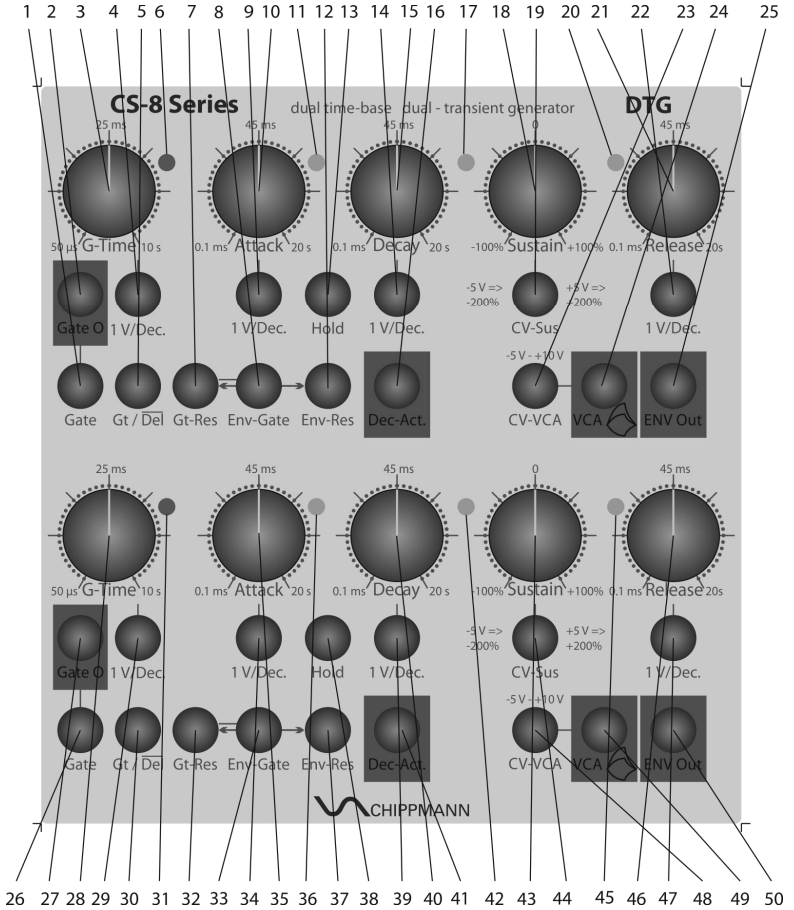 1 2 3 4 5 6 7 8 9 10 11 12 13 14 15 16 17 18 19 20 21 22 23 24 25
CS-8 Series dual time-base dual - transient generator DTG
25 ms 45 ms 45 ms 0 45 ms
50 µs G-Time 10 s 0.1 ms Attack 20 s 0.1 ms Decay 20 s -100% Sustain +100% 0.1 ms Release 20s
-5 V => +5 V =>
-200% +200%
Gate O 1 V/Dec. 1 V/Dec. Hold 1 V/Dec. CV-Sus 1 V/Dec.
-5 V - +10 V
Gate Gt / Del Gt-Res Env-Gate Env-Res Dec-Act. CV-VCA VCA ENV Out
25 ms 45 ms 45 ms 0 45 ms
50 µs G-Time 10 s 0.1 ms Attack 20 s 0.1 ms Decay 20 s -100% Sustain +100% 0.1 ms Release 20s
-5 V => +5 V =>
-200% +200%
Gate O 1 V/Dec. 1 V/Dec. Hold 1 V/Dec. CV-Sus 1 V/Dec.
-5 V - +10 V
Gate Gt / Del Gt-Res Env-Gate Env-Res Dec-Act. CV-VCA VCA ENV Out
SCHIPPMANN
26 27 28 29 30 31 32 33 34 35 36 37 38 39 40 41 42 43 44 45 46 47 48 49 50